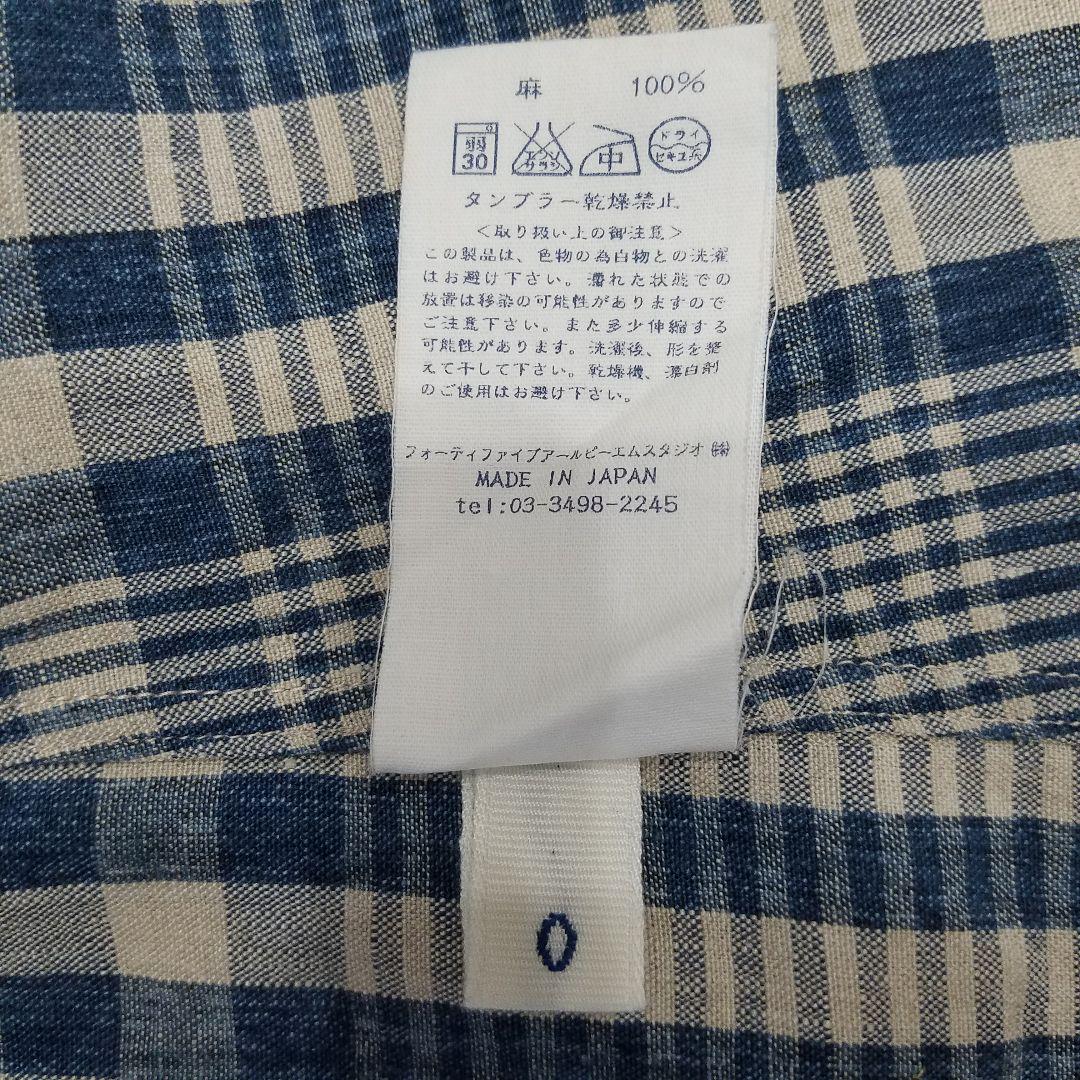 麻 100%
弱 30 エンソサラシ 中 ドライ セキユ系
タンブラー乾燥禁止
<取り扱い上の御注意>
この製品は、色物の為白物との洗濯
はお避け下さい。濡れた状態での
放置は移染の可能性がありますので
ご注意下さい。また多少伸縮する
可能性があります。洗濯後、形を整
えて干して下さい。乾燥機、漂白剤
のご使用はお避け下さい。
フォーティファイブアールピーエムスタジオ㈱
MADE IN JAPAN
tel:03-3498-2245
0